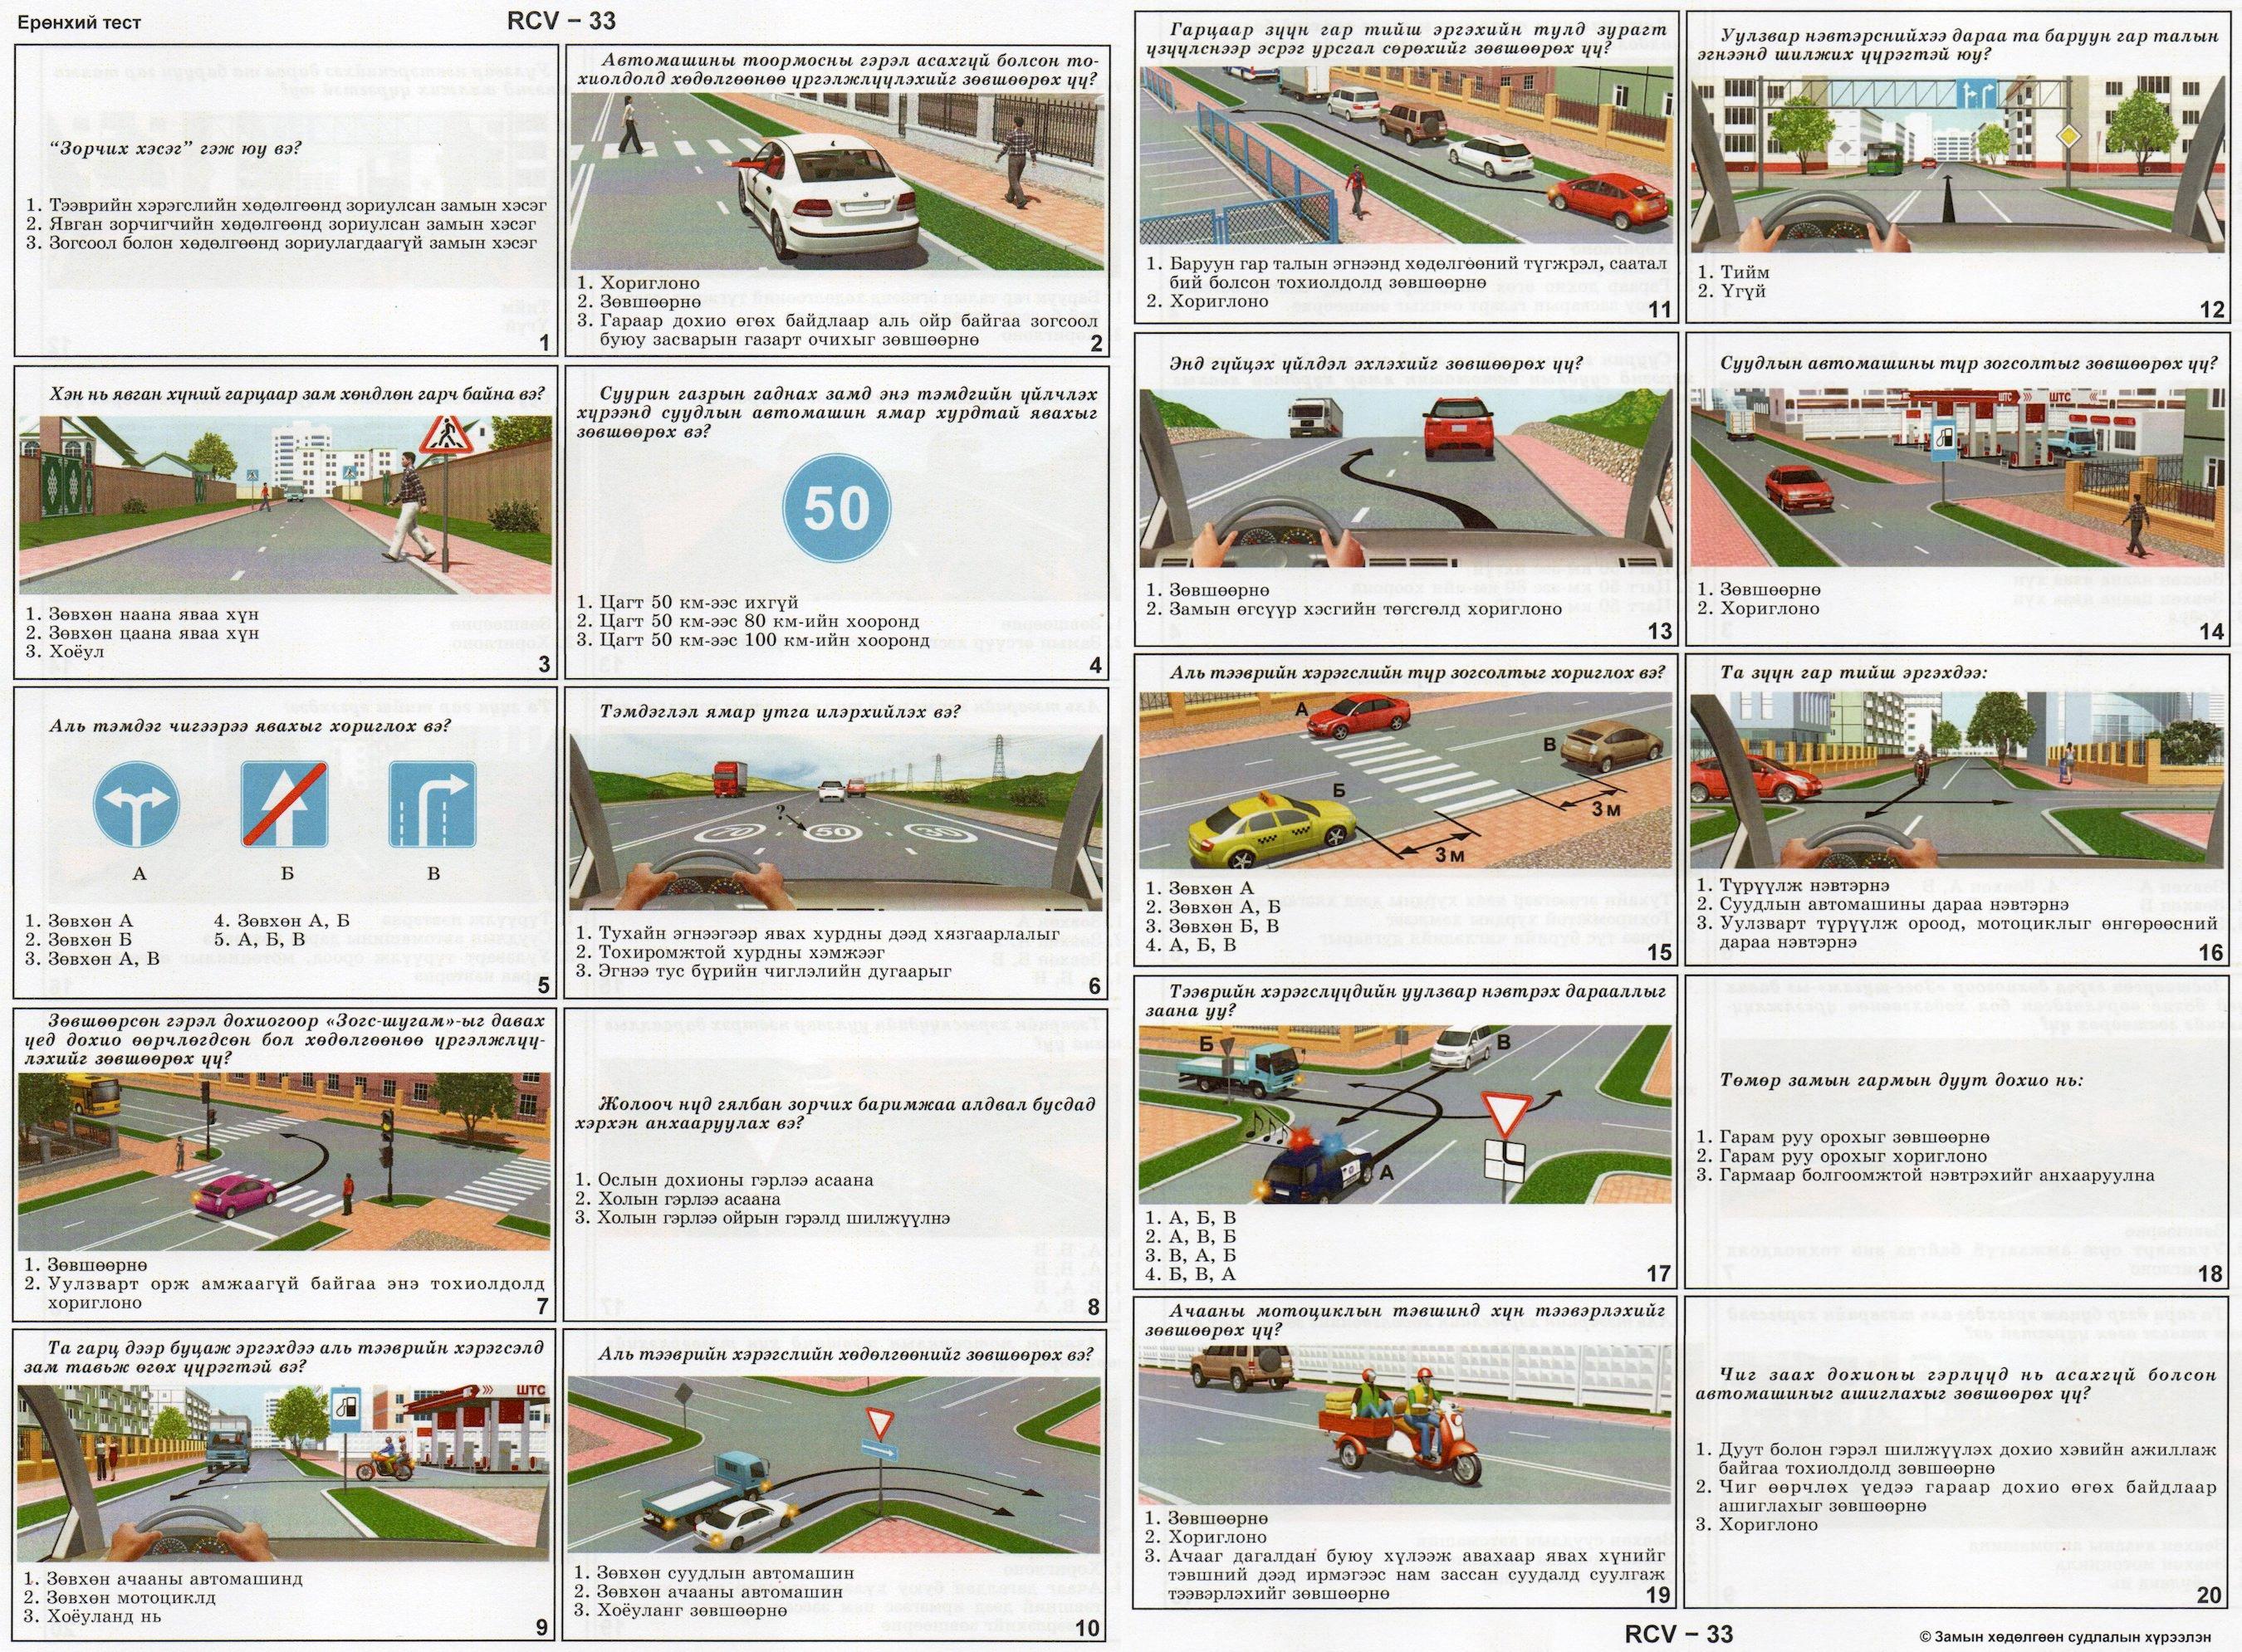 Ерөнхий тест
RCV – 33
“Зорчих хэсэг” гэж юу вэ?
1. Тээврийн хэрэгслийн хөдөлгөөнд зориулсан замын хэсэг
2. Явган зорчигчийн хөдөлгөөнд зориулсан замын хэсэг
3. Зогсоол болон хөдөлгөөнд зориулагдаагүй замын хэсэг
1
Автомашины тоормосны гэрэл асахгүй болсон то-
хиолдолд хөдөлгөөнөө үргэлжлүүлэхийг зөвшөөрөх үү?
1. Хориглоно
2. Зөвшөөрнө
3. Гараар дохио өгөх байдлаар аль ойр байгаа зогсоол
буюу засварын газарт очихыг зөвшөөрнө
2
Хэн нь явган хүний гарцаар зам хөндлөн гарч байна вэ?
1. Зөвхөн наана яваа хүн
2. Зөвхөн цаана яваа хүн
3. Хоёул
3
Суурин газрын гаднах замд энэ тэмдгийн үйлчлэх
хүрээнд суудлын автомашин ямар хурдтай явахыг
зөвшөөрөх вэ?
50
1. Цагт 50 км-ээс ихгүй
2. Цагт 50 км-ээс 80 км-ийн хооронд
3. Цагт 50 км-ээс 100 км-ийн хооронд
4
Аль тэмдэг чигээрээ явахыг хориглох вэ?
А Б В
1. Зөвхөн А 4. Зөвхөн А, Б
2. Зөвхөн Б 5. А, Б, В
3. Зөвхөн А, В
5
Тэмдэглэл ямар утга илэрхийлэх вэ?
?
70 50 30
1. Тухайн эгнээгээр явах хурдны дээд хязгаарлалыг
2. Тохиромжтой хурдны хэмжээг
3. Эгнээ тус бүрийн чиглэлийн дугаарыг
6
Зөвшөөрсөн гэрэл дохиогоор «Зогс-шугам»-ыг давах
үед дохио өөрчлөгдсөн бол хөдөлгөөнөө үргэлжлүү-
лэхийг зөвшөөрөх үү?
1. Зөвшөөрнө
2. Уулзварт орж амжаагүй байгаа энэ тохиолдолд
хориглоно
7
Жолооч нүд гялбан зорчих баримжаа алдвал бусдад
хэрхэн анхааруулах вэ?
1. Ослын дохионы гэрлээ асаана
2. Холын гэрлээ асаана
3. Холын гэрлээ ойрын гэрэлд шилжүүлнэ
8
Та гарц дээр буцаж эргэхдээ аль тээврийн хэрэгсэлд
зам тавьж өгөх үүрэгтэй вэ?
ШТС
1. Зөвхөн ачааны автомашинд
2. Зөвхөн мотоциклд
3. Хоёуланд нь
9
Аль тээврийн хэрэгслийн хөдөлгөөнийг зөвшөөрөх вэ?
1. Зөвхөн суудлын автомашин
2. Зөвхөн ачааны автомашин
3. Хоёуланг зөвшөөрнө
10
Гарцаар зүүн гар тийш эргэхийн тулд зурагт
үзүүлснээр эсрэг урсгал сөрөхийг зөвшөөрөх үү?
1. Баруун гар талын эгнээнд хөдөлгөөний түгжрэл, саатал
бий болсон тохиолдолд зөвшөөрнө
2. Хориглоно
11
Уулзвар нэвтэрснийхээ дараа та баруун гар талын
эгнээнд шилжих үүрэгтэй юу?
1. Тийм
2. Үгүй
12
Энд гүйцэх үйлдэл эхлэхийг зөвшөөрөх үү?
1. Зөвшөөрнө
2. Замын өгсүүр хэсгийн төгсгөлд хориглоно
13
Суудлын автомашины түр зогсолтыг зөвшөөрөх үү?
ШТС ШТС
1. Зөвшөөрнө
2. Хориглоно
14
Аль тээврийн хэрэгслийн түр зогсолтыг хориглох вэ?
А
В
Б
3м
3м
1. Зөвхөн А
2. Зөвхөн А, Б
3. Зөвхөн Б, В
4. А, Б, В
15
Та зүүн гар тийш эргэхдээ:
1. Түрүүлж нэвтэрнэ
2. Суудлын автомашины дараа нэвтэрнэ
3. Уулзварт түрүүлж ороод, мотоциклыг өнгөрөөсний
дараа нэвтэрнэ
16
Тээврийн хэрэгслүүдийн уулзвар нэвтрэх дарааллыг
заана уу?
Б
В
А
1. А, Б, В
2. А, В, Б
3. В, А, Б
4. Б, В, А
17
Төмөр замын гармын дуут дохио нь:
1. Гарам руу орохыг зөвшөөрнө
2. Гарам руу орохыг хориглоно
3. Гармаар болгоомжтой нэвтрэхийг анхааруулна
18
Ачааны мотоциклын тэвшинд хүн тээвэрлэхийг
зөвшөөрөх үү?
1. Зөвшөөрнө
2. Хориглоно
3. Ачааг дагалдан буюу хүлээж авахаар явах хүнийг
тэвшний дээд ирмэгээс нам зассан суудалд суулгаж
тээвэрлэхийг зөвшөөрнө
19
Чиг заах дохионы гэрлүүд нь асахгүй болсон
автомашиныг ашиглахыг зөвшөөрөх үү?
1. Дуут болон гэрэл шилжүүлэх дохио хэвийн ажиллаж
байгаа тохиолдолд зөвшөөрнө
2. Чиг өөрчлөх үедээ гараар дохио өгөх байдлаар
ашиглахыг зөвшөөрнө
3. Хориглоно
20
RCV – 33
© Замын хөдөлгөөн судлалын хүрээлэн